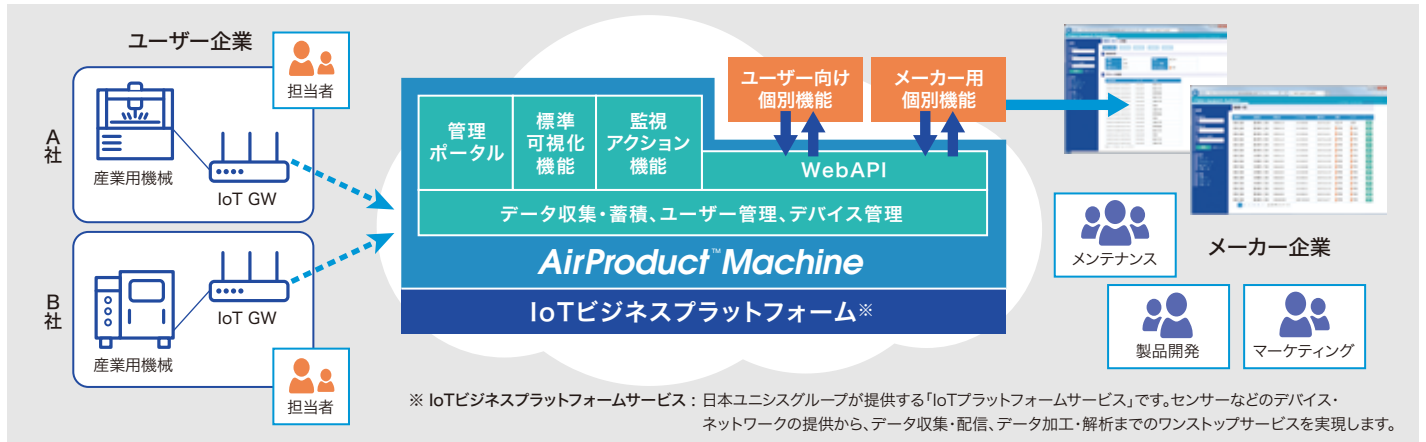 ユーザー企業
担当者
A社
産業用機械
IoT GW
B社
産業用機械
IoT GW
担当者
管理
ポータル
標準
可視化
機能
監視
アクション
機能
ユーザー向け
個別機能
メーカー用
個別機能
WebAPI
データ収集・蓄積、ユーザー管理、デバイス管理
AirProduct™ Machine
IoTビジネスプラットフォーム※
メンテナンス
メーカー企業
製品開発
マーケティング
※ IoTビジネスプラットフォームサービス : 日本ユニシスグループが提供する「IoTプラットフォームサービス」です。センサーなどのデバイス・
ネットワークの提供から、データ収集・配信、データ加工・解析までのワンストップサービスを実現します。